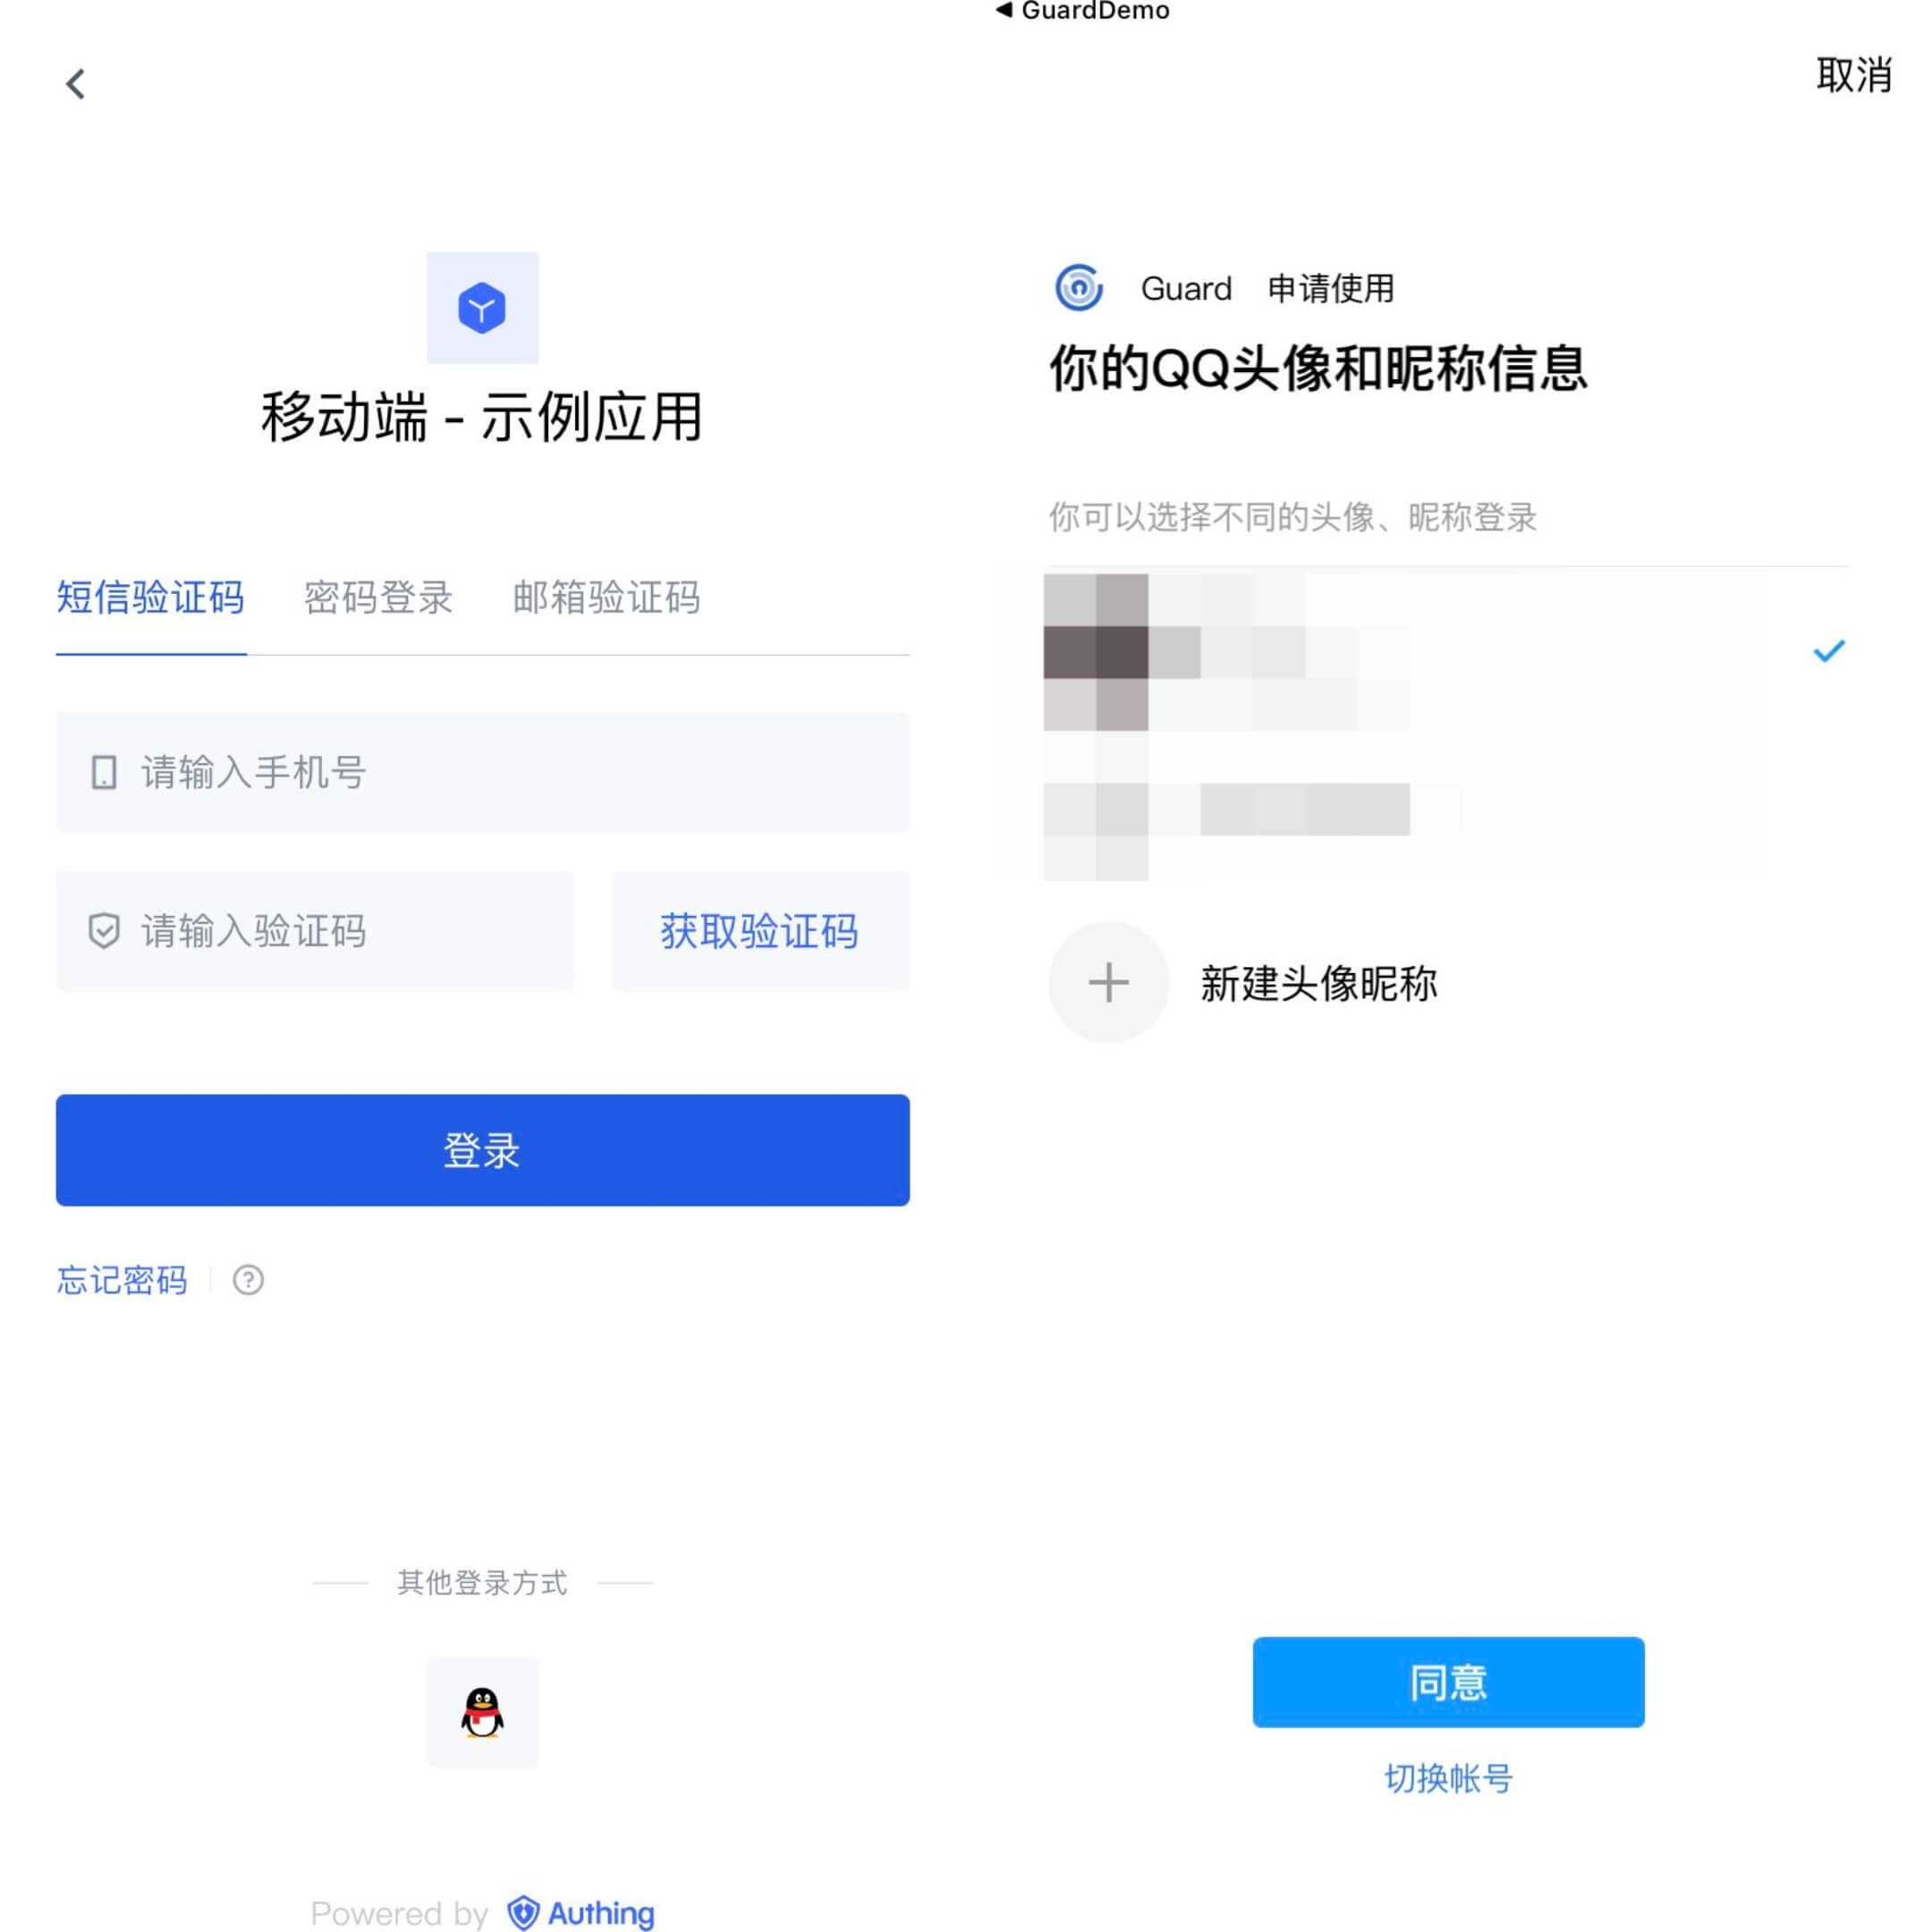 移动端 - 示例应用
短信验证码 密码登录 邮箱验证码
请输入手机号
请输入验证码 获取验证码
登录
忘记密码
其他登录方式
Powered by Authing
GuardDemo
取消
Guard 申请使用
你的QQ头像和昵称信息
你可以选择不同的头像、昵称登录
新建头像昵称
同意
切换帐号